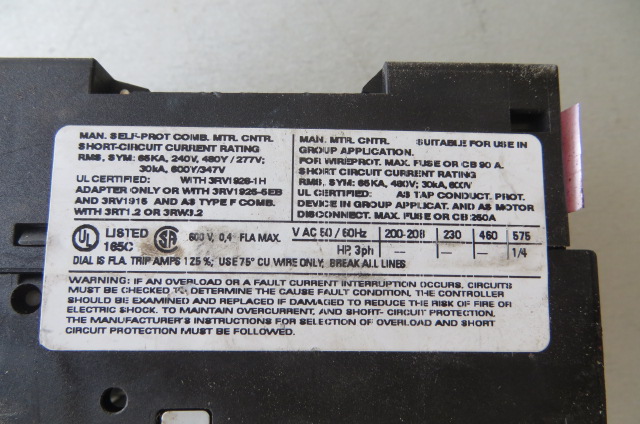 MAN. SELF-PROT COMB. MTR. CNTR.
SHORT-CIRCUIT CURRENT RATING
RMS, SYM: 65KA, 240V, 480Y / 277V;
30kA, 600Y/347V
UL CERTIFIED: WITH 3RV1928-1H
ADAPTER ONLY OR WITH 3RV1925-5EB
AND 3RV1915 AND AS TYPE F COMB.
WITH 3RT1.2 OR 3RW3.2
MAN. MTR. CNTR. SUITABLE FOR USE IN
GROUP APPLICATION.
FOR WIREPROT. MAX. FUSE OR CB 90 A.
SHORT CIRCUIT CURRENT RATING
RMS, SYM: 65KA, 480V; 30kA, 600V
UL CERTIFIED: AS TAP CONDUCT. PROT.
DEVICE IN GROUP APPLICAT. AND AS MOTOR
DISCONNECT. MAX. FUSE OR CB 250A
UL LISTED 165C SA 600 V, 0,4 FLA MAX.
V AC 50 / 60Hz 200-208 230 460 575
HP, 3ph — — — 1/4
DIAL IS FLA. TRIP AMPS 125 %; USE 75° CU WIRE ONLY; BREAK ALL LINES
WARNING: IF AN OVERLOAD OR A FAULT CURRENT INTERRUPTION OCCURS, CIRCUITS
MUST BE CHECKED TO DETERMINE THE CAUSE FAULT CONDITION, THE CONTROLLER
SHOULD BE EXAMINED AND REPLACED IF DAMAGED TO REDUCE THE RISK OF FIRE OR
ELECTRIC SHOCK. TO MAINTAIN OVERCURRENT, AND SHORT- CIRCUIT PROTECTION,
THE MANUFACTURER'S INSTRUCTIONS FOR SELECTION OF OVERLOAD AND SHORT
CIRCUIT PROTECTION MUST BE FOLLOWED.